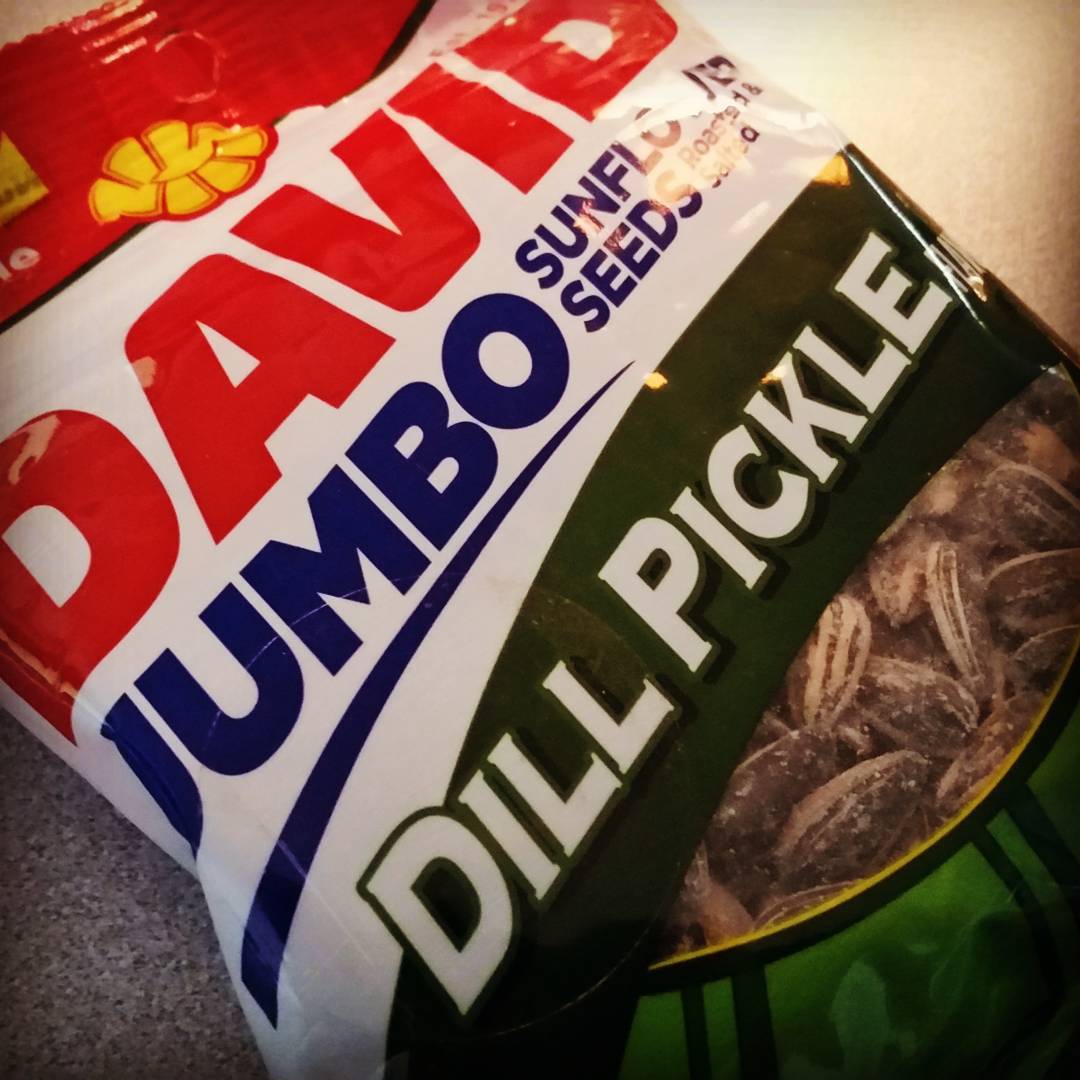 DAVID
JUMBO
SUNFLOWER
SEEDS
Roasted &
Salted
DILL PICKLE